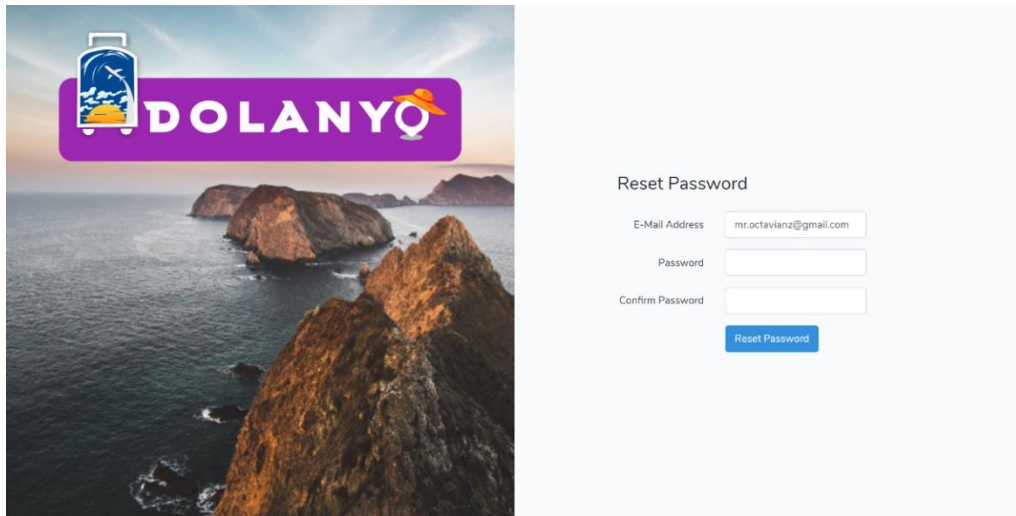 DOLANYO
Reset Password
E-Mail Address
mr.octavianz@gmail.com
Password
Confirm Password
Reset Password